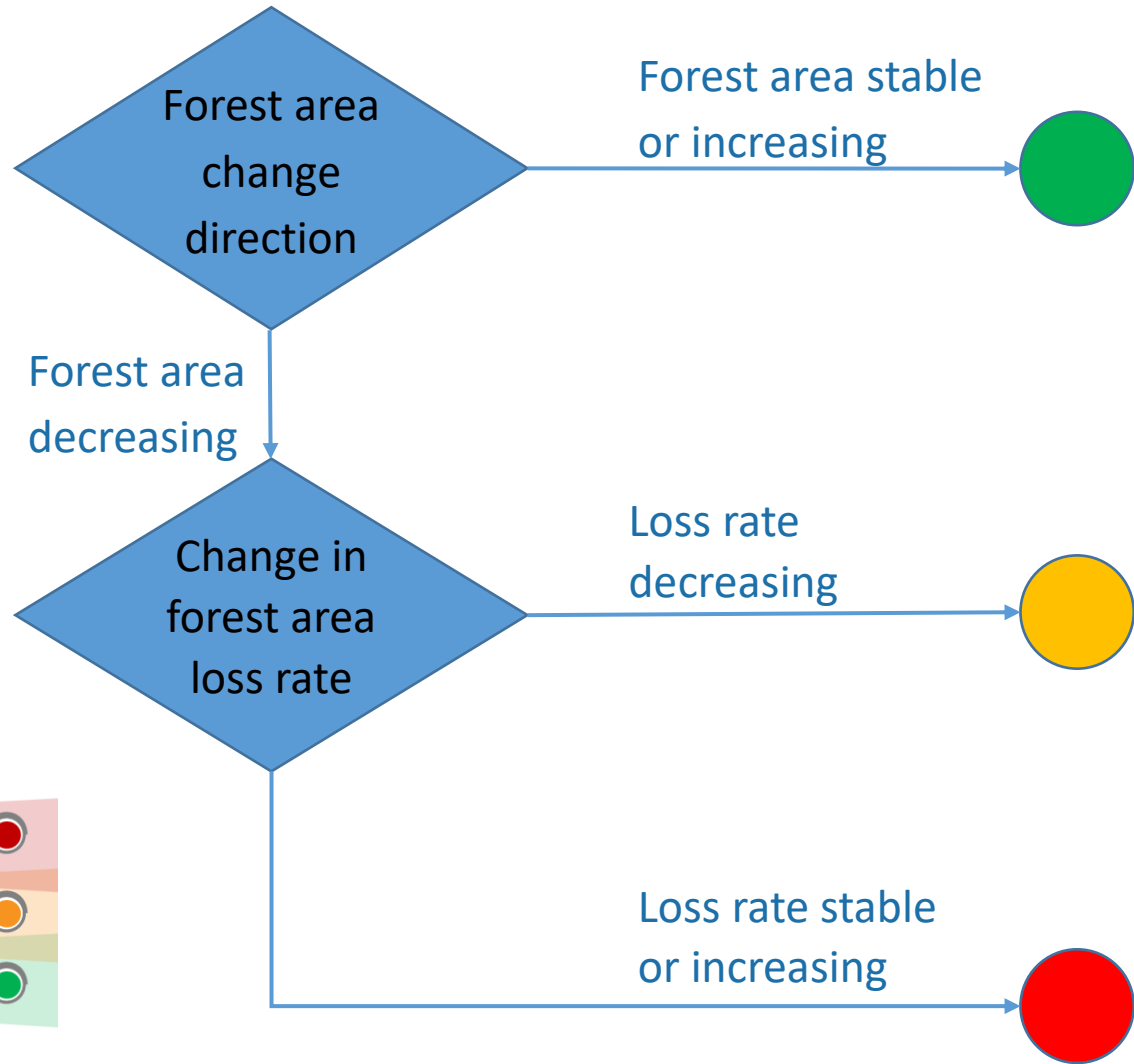 Forest area
change
direction
Forest area stable
or increasing
Forest area
decreasing
Change in
forest area
loss rate
Loss rate
decreasing
Loss rate stable
or increasing